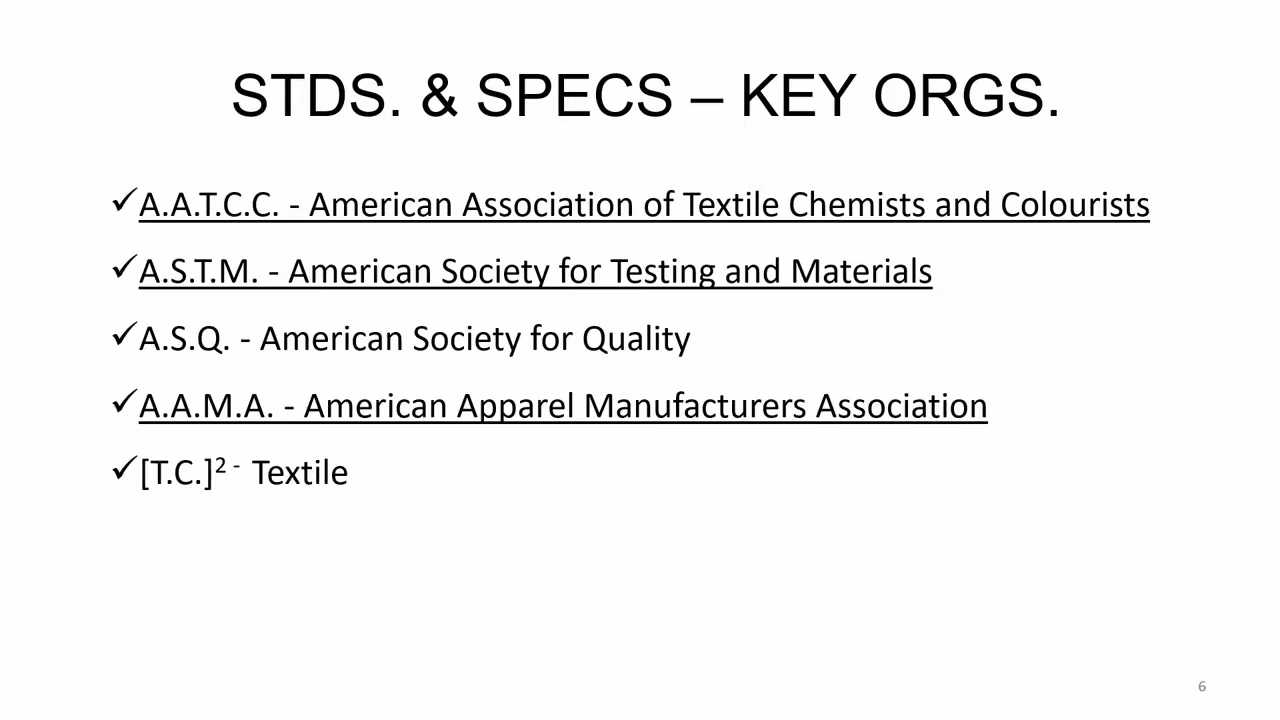 STDS. & SPECS – KEY ORGS.
✓A.A.T.C.C. - American Association of Textile Chemists and Colourists
✓A.S.T.M. - American Society for Testing and Materials
✓A.S.Q. - American Society for Quality
✓A.A.M.A. - American Apparel Manufacturers Association
✓[T.C.]² - Textile
6